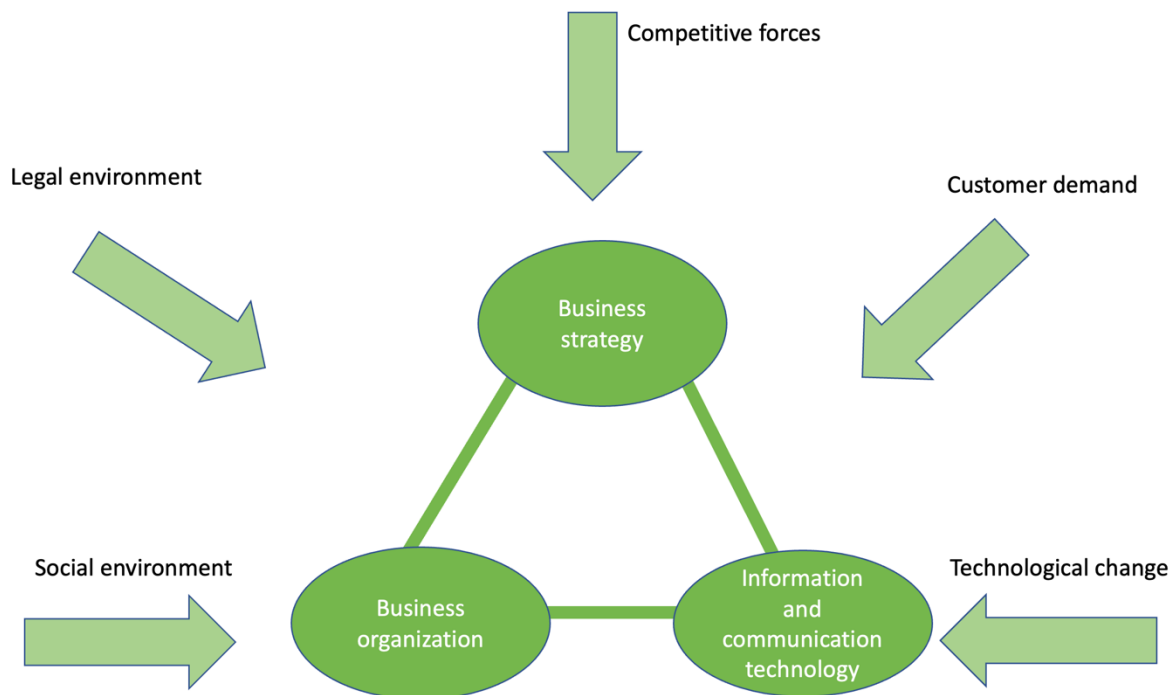 Competitive forces
Legal environment
Customer demand
Business
strategy
Social environment
Business
organization
Information
and
communication
technology
Technological change